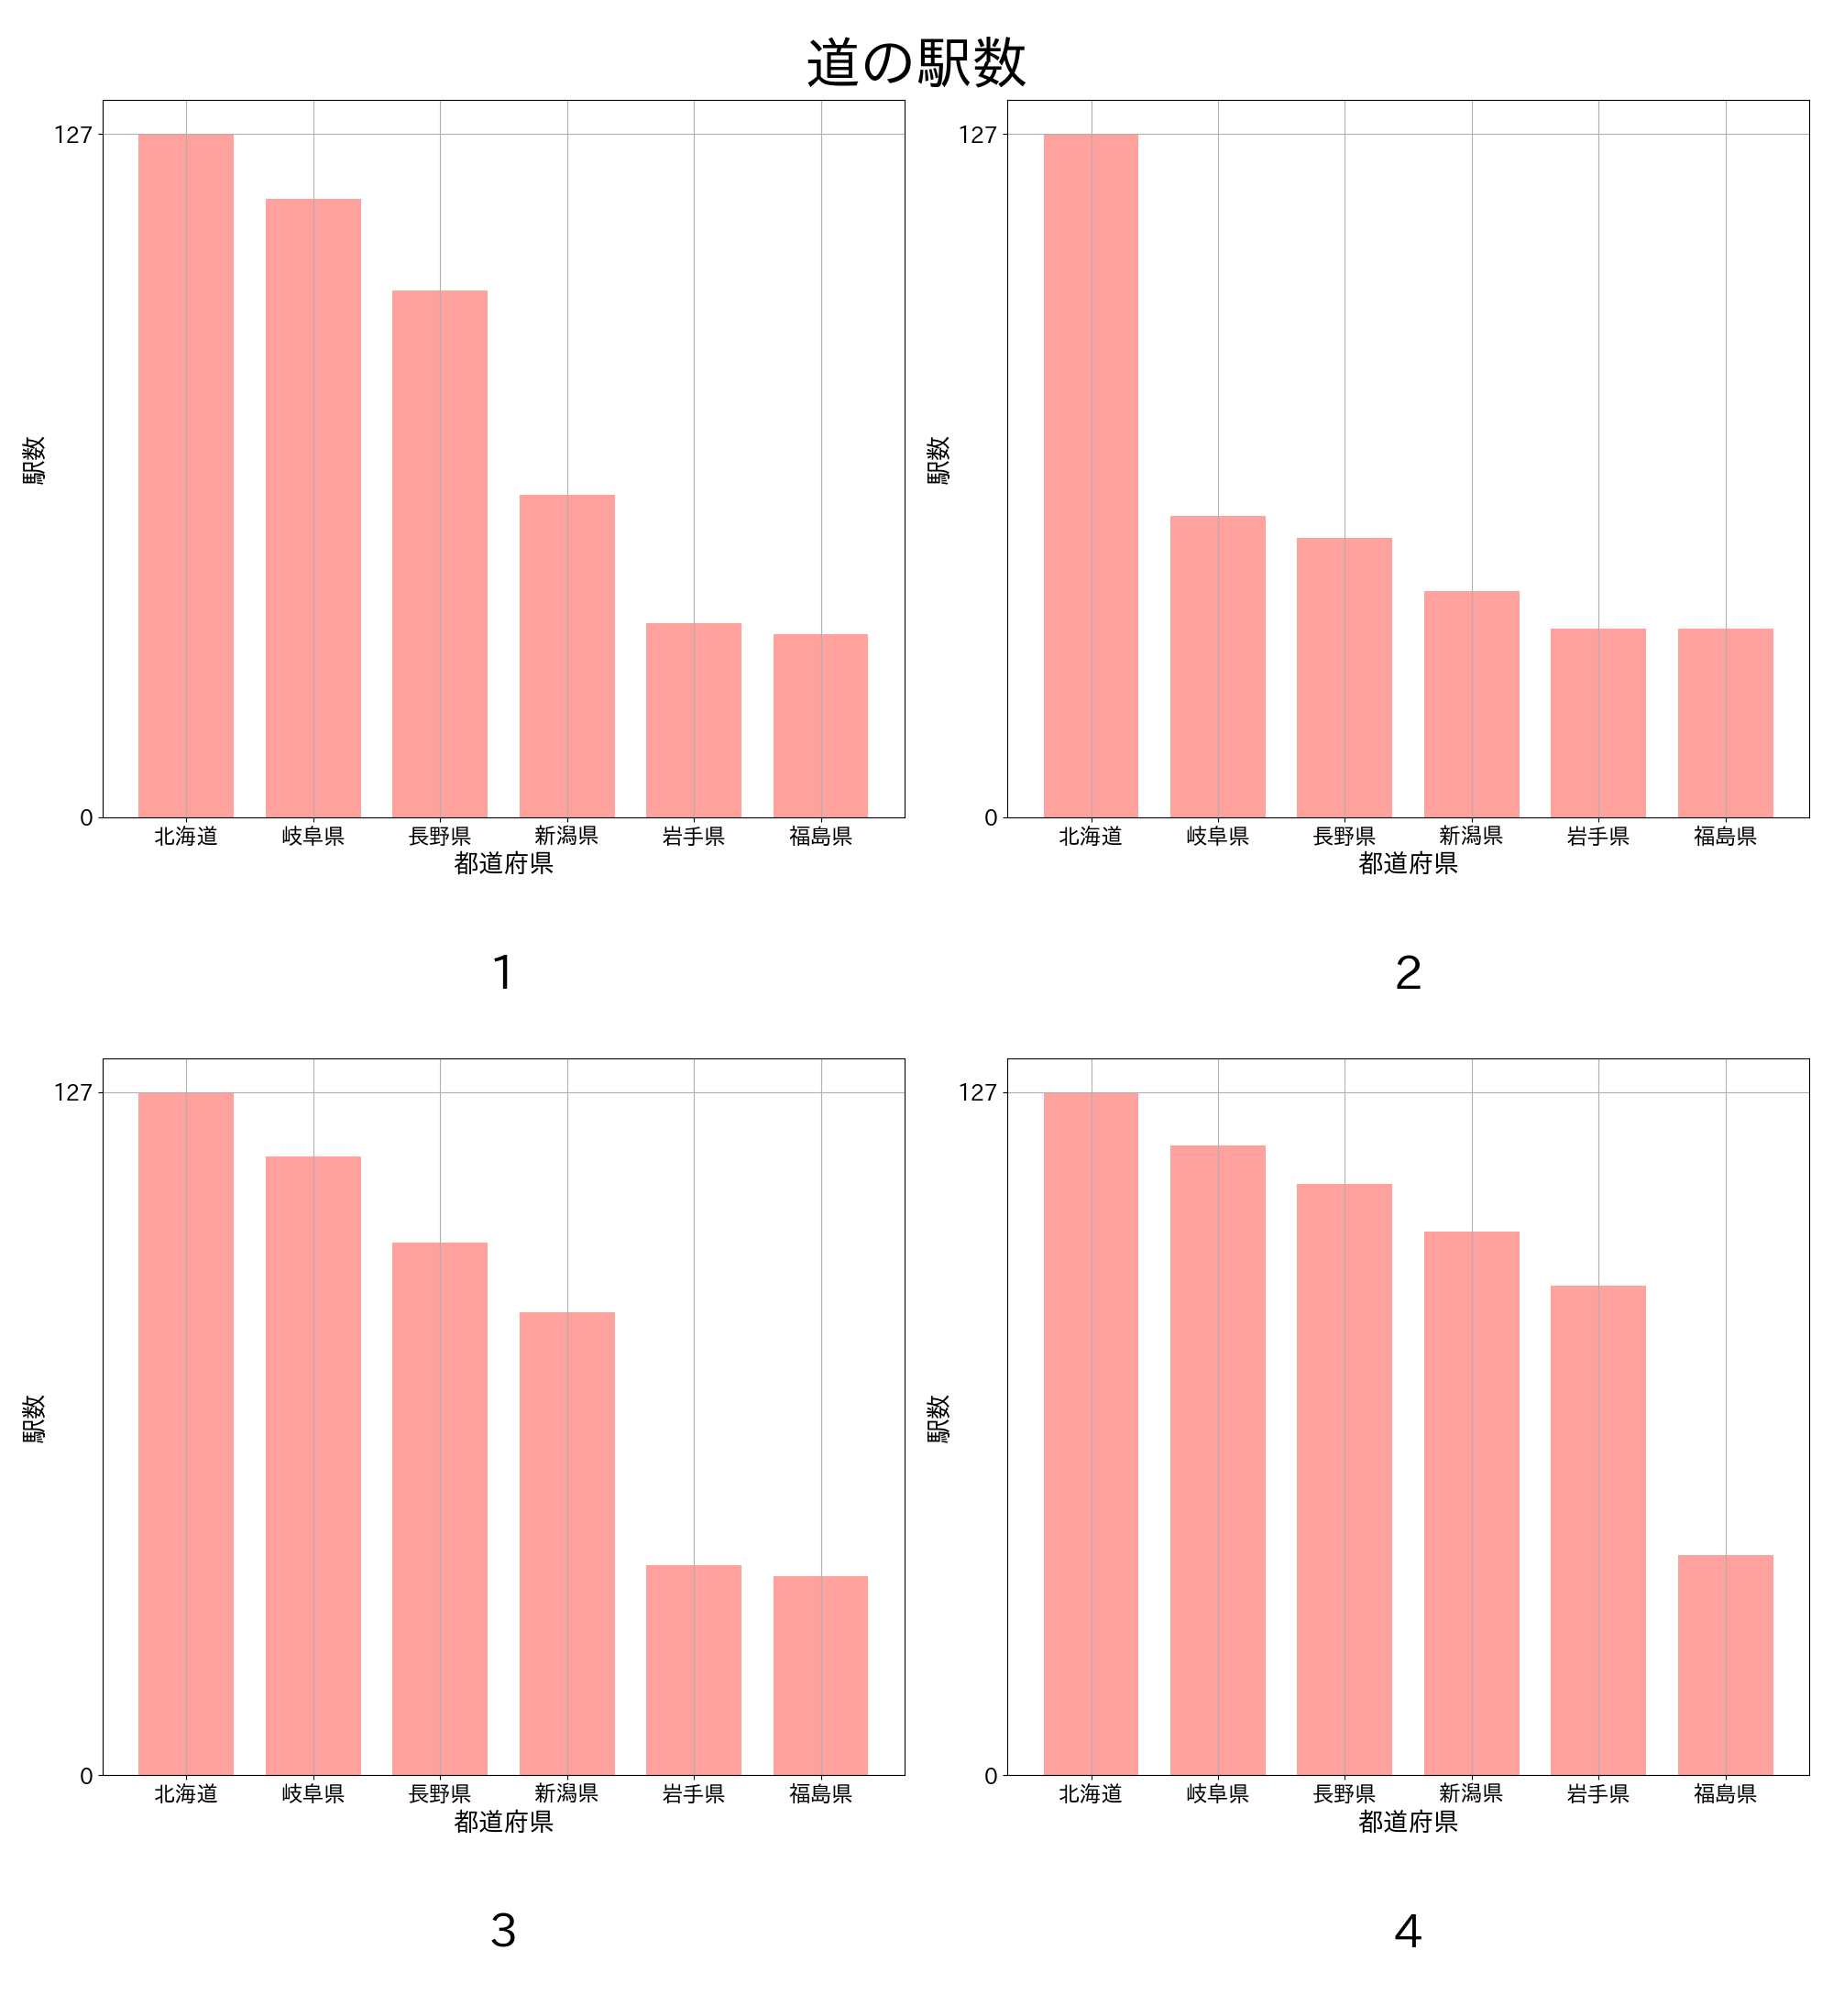 道の駅数
127
駅数
0
北海道 岐阜県 長野県 新潟県 岩手県 福島県
都道府県
1
127
駅数
0
北海道 岐阜県 長野県 新潟県 岩手県 福島県
都道府県
2
127
駅数
0
北海道 岐阜県 長野県 新潟県 岩手県 福島県
都道府県
3
127
駅数
0
北海道 岐阜県 長野県 新潟県 岩手県 福島県
都道府県
4